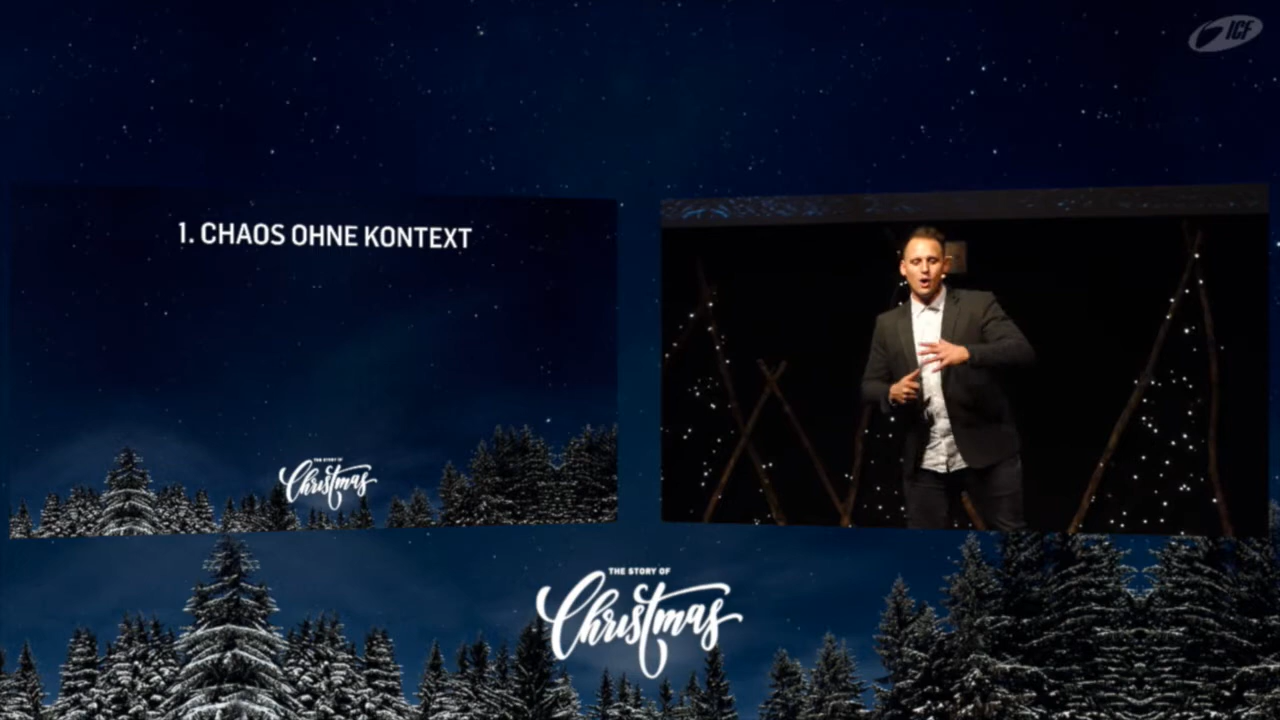 ICF
1. CHAOS OHNE KONTEXT
THE STORY OF
Christmas
THE STORY OF
Christmas